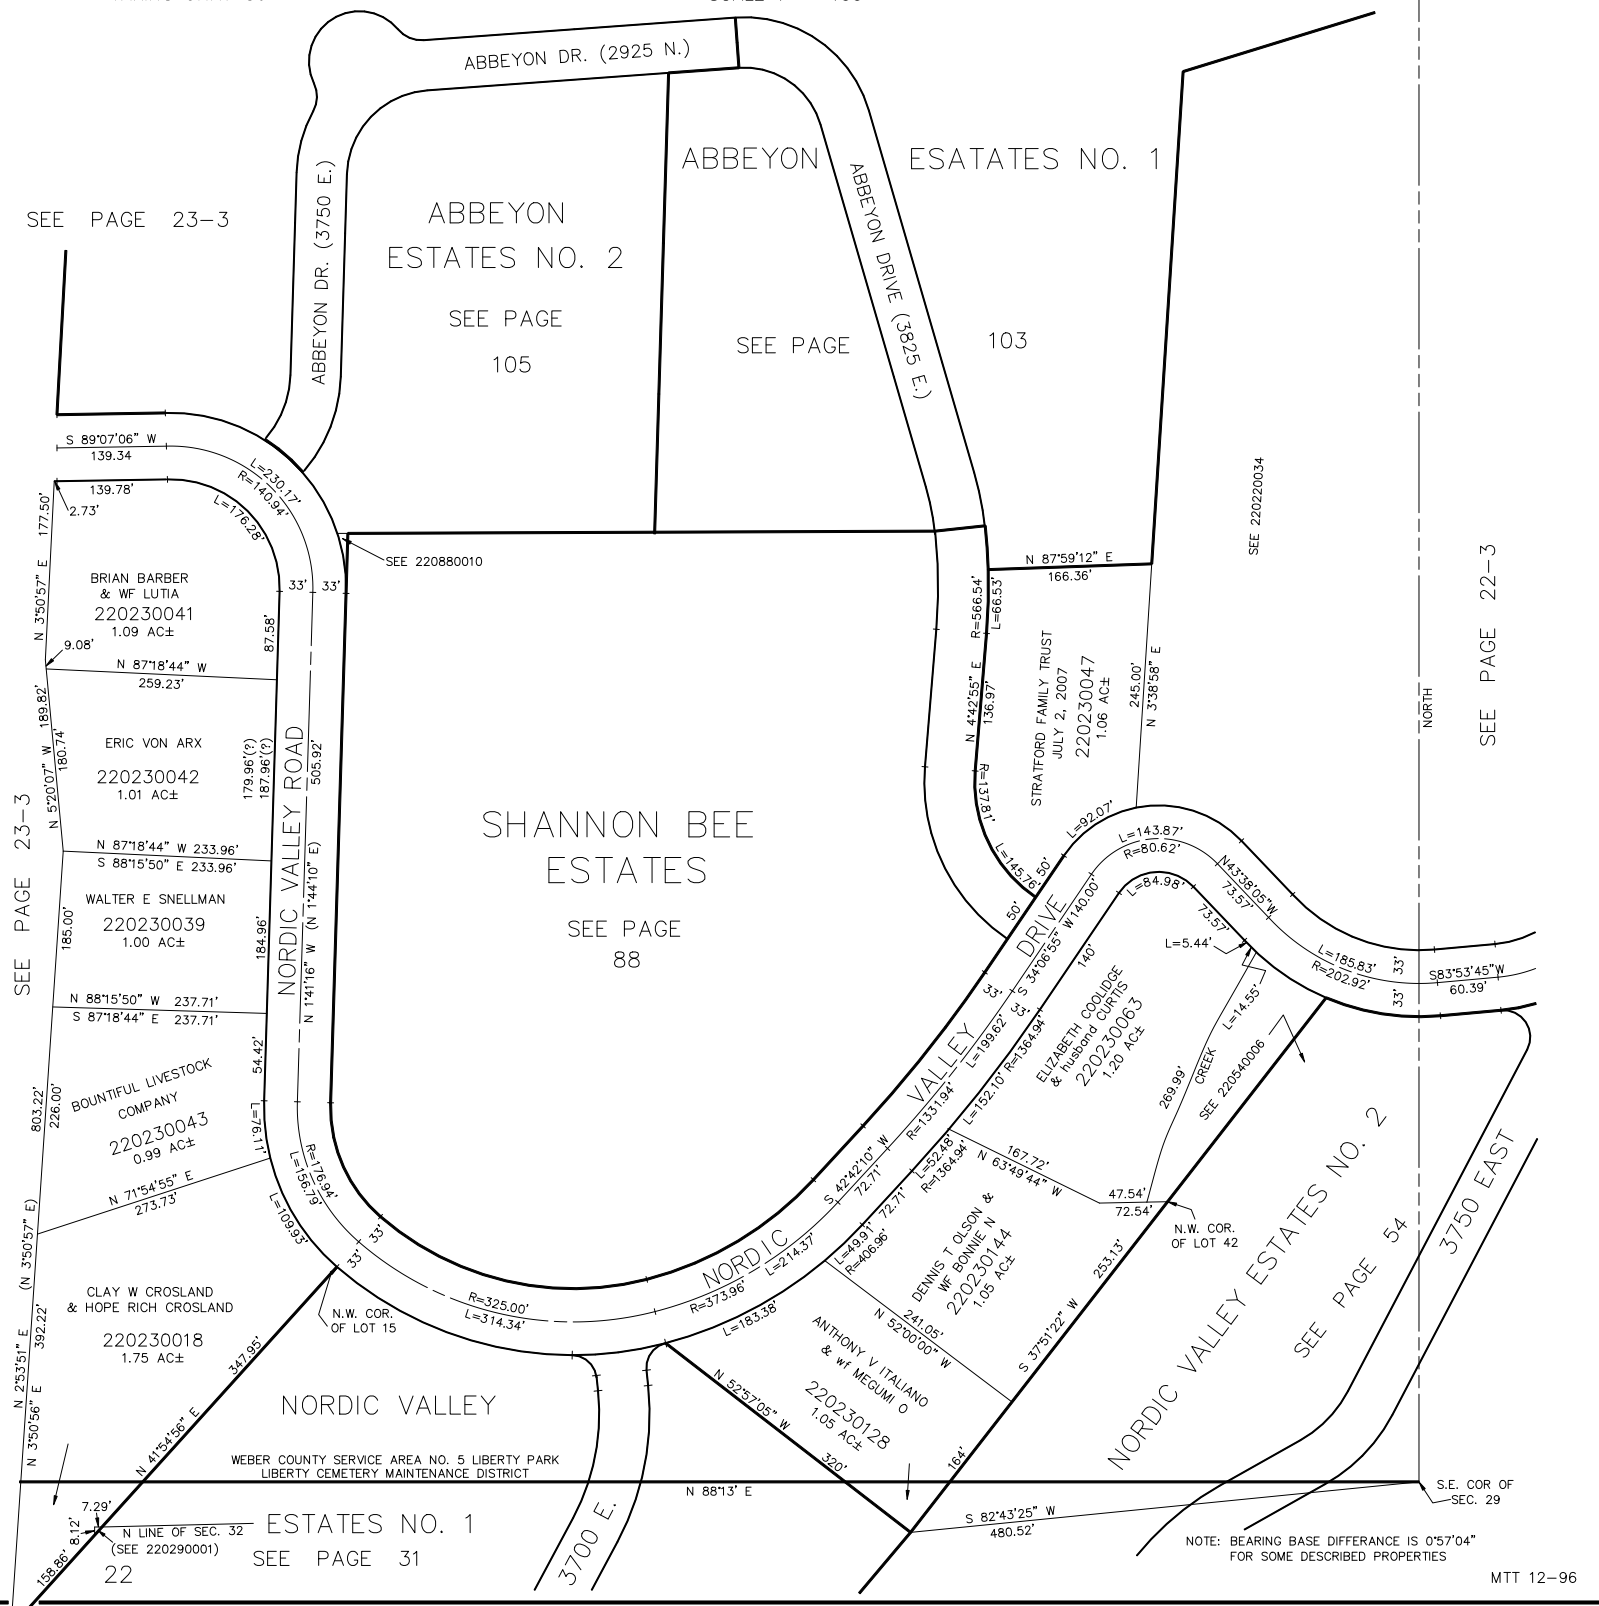 ABBEYON DR. (2925 N.)
ABBEYON ESATATES NO. 1
SEE PAGE 103
ABBEYON DRIVE (3825 E.)
ABBEYON DR. (3750 E.)
ABBEYON
ESTATES NO. 2
SEE PAGE
105
SEE PAGE 23-3
S 89°07'06" W
139.34
139.78'
2.73'
L=230.17'
R=140.94'
L=176.28'
177.50'
N 3°50'57" E
SEE 220880010
33' 33'
BRIAN BARBER
& WF LUTIA
220230041
1.09 AC±
87.58'
9.08'
N 87°18'44" W
259.23'
189.82'
180.74'
N 5°20'07" W
ERIC VON ARX
220230042
1.01 AC±
179.96'(?)
187.96'(?)
NORDIC VALLEY ROAD
505.92'
N 1°41'16" W (N 1°44'10" E)
N 87°18'44" W 233.96'
S 88°15'50" E 233.96'
SEE PAGE 23-3
WALTER E SNELLMAN
220230039
1.00 AC±
185.00'
184.96'
N 88°15'50" W 237.71'
S 87°18'44" E 237.71'
BOUNTIFUL LIVESTOCK
COMPANY
220230043
0.99 AC±
54.42'
L=76.11'
803.22'
226.00'
N 71°54'55" E
273.73'
R=176.94'
L=156.79'
L=109.93'
33' 33'
(N 3°50'57" E)
N 2°53'51" E
392.22'
N 3°50'56" E
CLAY W CROSLAND
& HOPE RICH CROSLAND
220230018
1.75 AC±
347.95'
N 41°54'56" E
N.W. COR.
OF LOT 15
SHANNON BEE
ESTATES
SEE PAGE
88
R=325.00'
L=314.34'
NORDIC VALLEY DRIVE
R=373.96'
L=214.37'
L=183.38'
S 42°42'10" W
72.71'
72.71'
L=49.91'
R=406.96'
L=52.48'
R=1364.94'
R=1331.94'
L=199.62'
L=152.10'
R=1364.94'
33' 33'
S 34°06'55" W 140.00'
140'
50' 50'
N 87°59'12" E
166.36'
R=566.54'
L=66.53'
N 4°42'55" E
136.97'
R=137.81'
L=145.76'
STRATFORD FAMILY TRUST
JULY 2, 2007
220230047
1.06 AC±
245.00'
N 3°38'58" E
SEE 220220034
NORTH
SEE PAGE 22-3
L=92.07'
L=143.87'
R=80.62'
L=84.98'
N43°38'05"W
73.57'
73.57'
L=5.44'
L=185.83'
R=202.92'
33'
33'
S83°53'45"W
60.39'
L=14.55'
ELIZABETH COOLIDGE
& husband CURTIS
220230063
1.20 AC±
269.99'
CREEK
SEE 220540006
167.72'
N 63°49'44" W
47.54'
72.54'
N.W. COR.
OF LOT 42
DENNIS T OLSON &
WF BONNIE N
220230144
1.05 AC±
241.05'
N 52°00'00" W
253.13'
S 37°51'22" W
ANTHONY V ITALIANO
& wf MEGUMI O
220230128
1.05 AC±
N 52°57'05" W
320'
164'
NORDIC VALLEY ESTATES NO. 2
SEE PAGE 54
3750 EAST
NORDIC VALLEY
WEBER COUNTY SERVICE AREA NO. 5 LIBERTY PARK
LIBERTY CEMETERY MAINTENANCE DISTRICT
N 88°13' E
S.E. COR OF
SEC. 29
S 82°43'25" W
480.52'
7.29'
8.12'
N LINE OF SEC. 32
(SEE 220290001)
ESTATES NO. 1
SEE PAGE 31
158.86'
22
3700 E.
NOTE: BEARING BASE DIFFERENCE IS 0°57'04"
FOR SOME DESCRIBED PROPERTIES
MTT 12-96